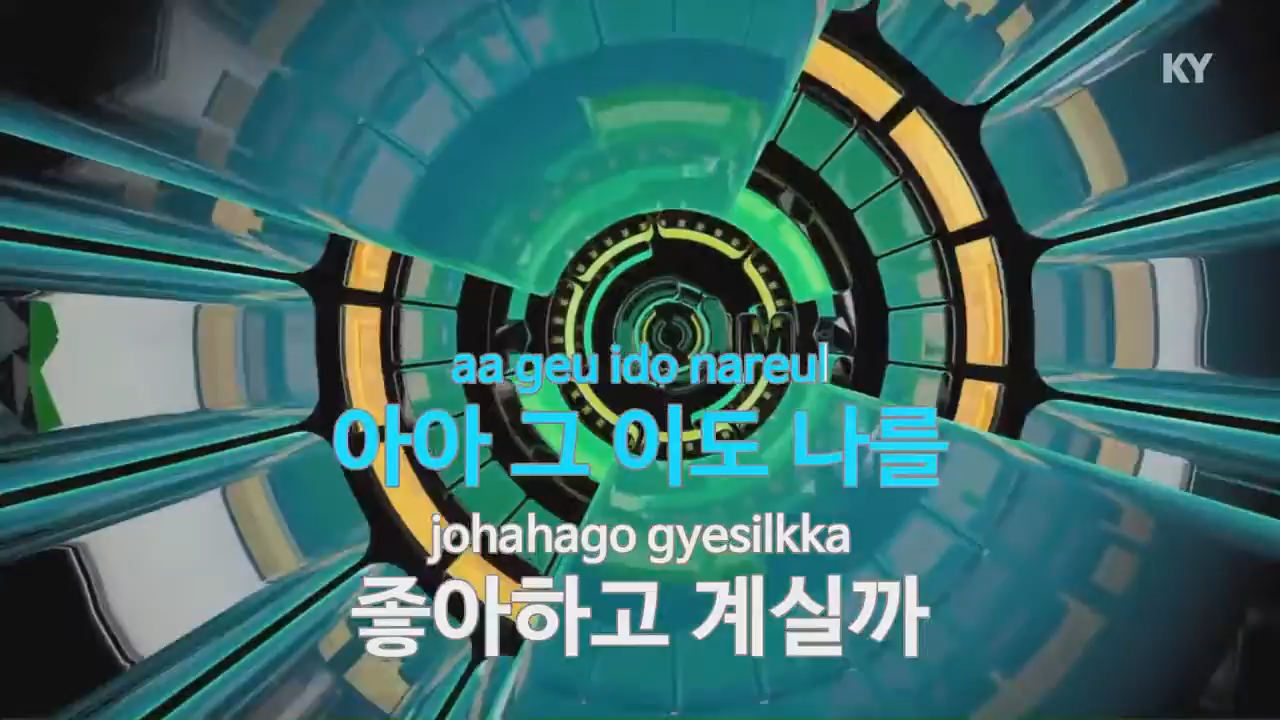 KY
aa geu ido nareul
아아 그 이도 나를
johahago gyesilkka
좋아하고 계실까